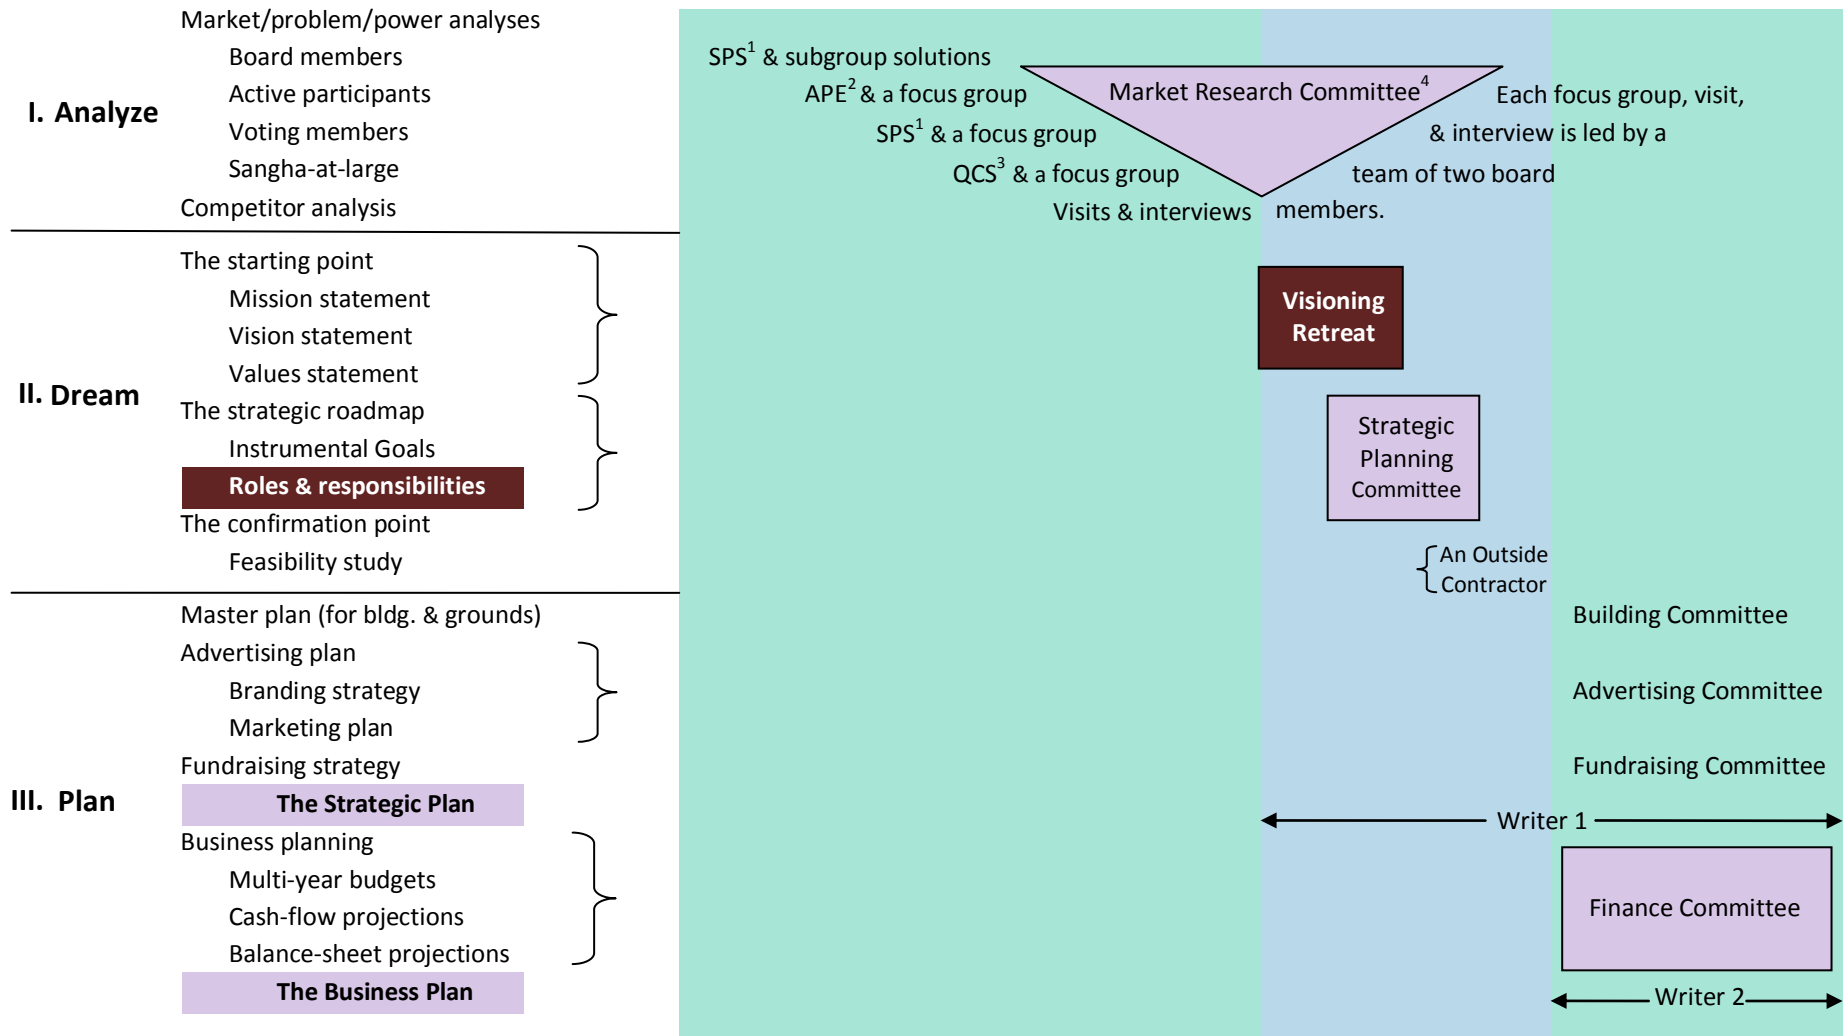 Market/problem/power analyses
Board members
SPS¹ & subgroup solutions
I. Analyze
Active participants
APE² & a focus group
Market Research Committee⁴
Each focus group, visit,
Voting members
SPS¹ & a focus group
& interview is led by a
Sangha-at-large
QCS³ & a focus group
team of two board
Competitor analysis
Visits & interviews
members.
The starting point
Mission statement
Vision statement
Values statement
Visioning
Retreat
II. Dream
The strategic roadmap
Instrumental Goals
Roles & responsibilities
Strategic
Planning
Committee
The confirmation point
Feasibility study
An Outside
Contractor
Master plan (for bldg. & grounds)
Building Committee
Advertising plan
Branding strategy
Advertising Committee
Marketing plan
Fundraising strategy
Fundraising Committee
III. Plan
The Strategic Plan
Writer 1
Business planning
Multi-year budgets
Cash-flow projections
Finance Committee
Balance-sheet projections
The Business Plan
Writer 2